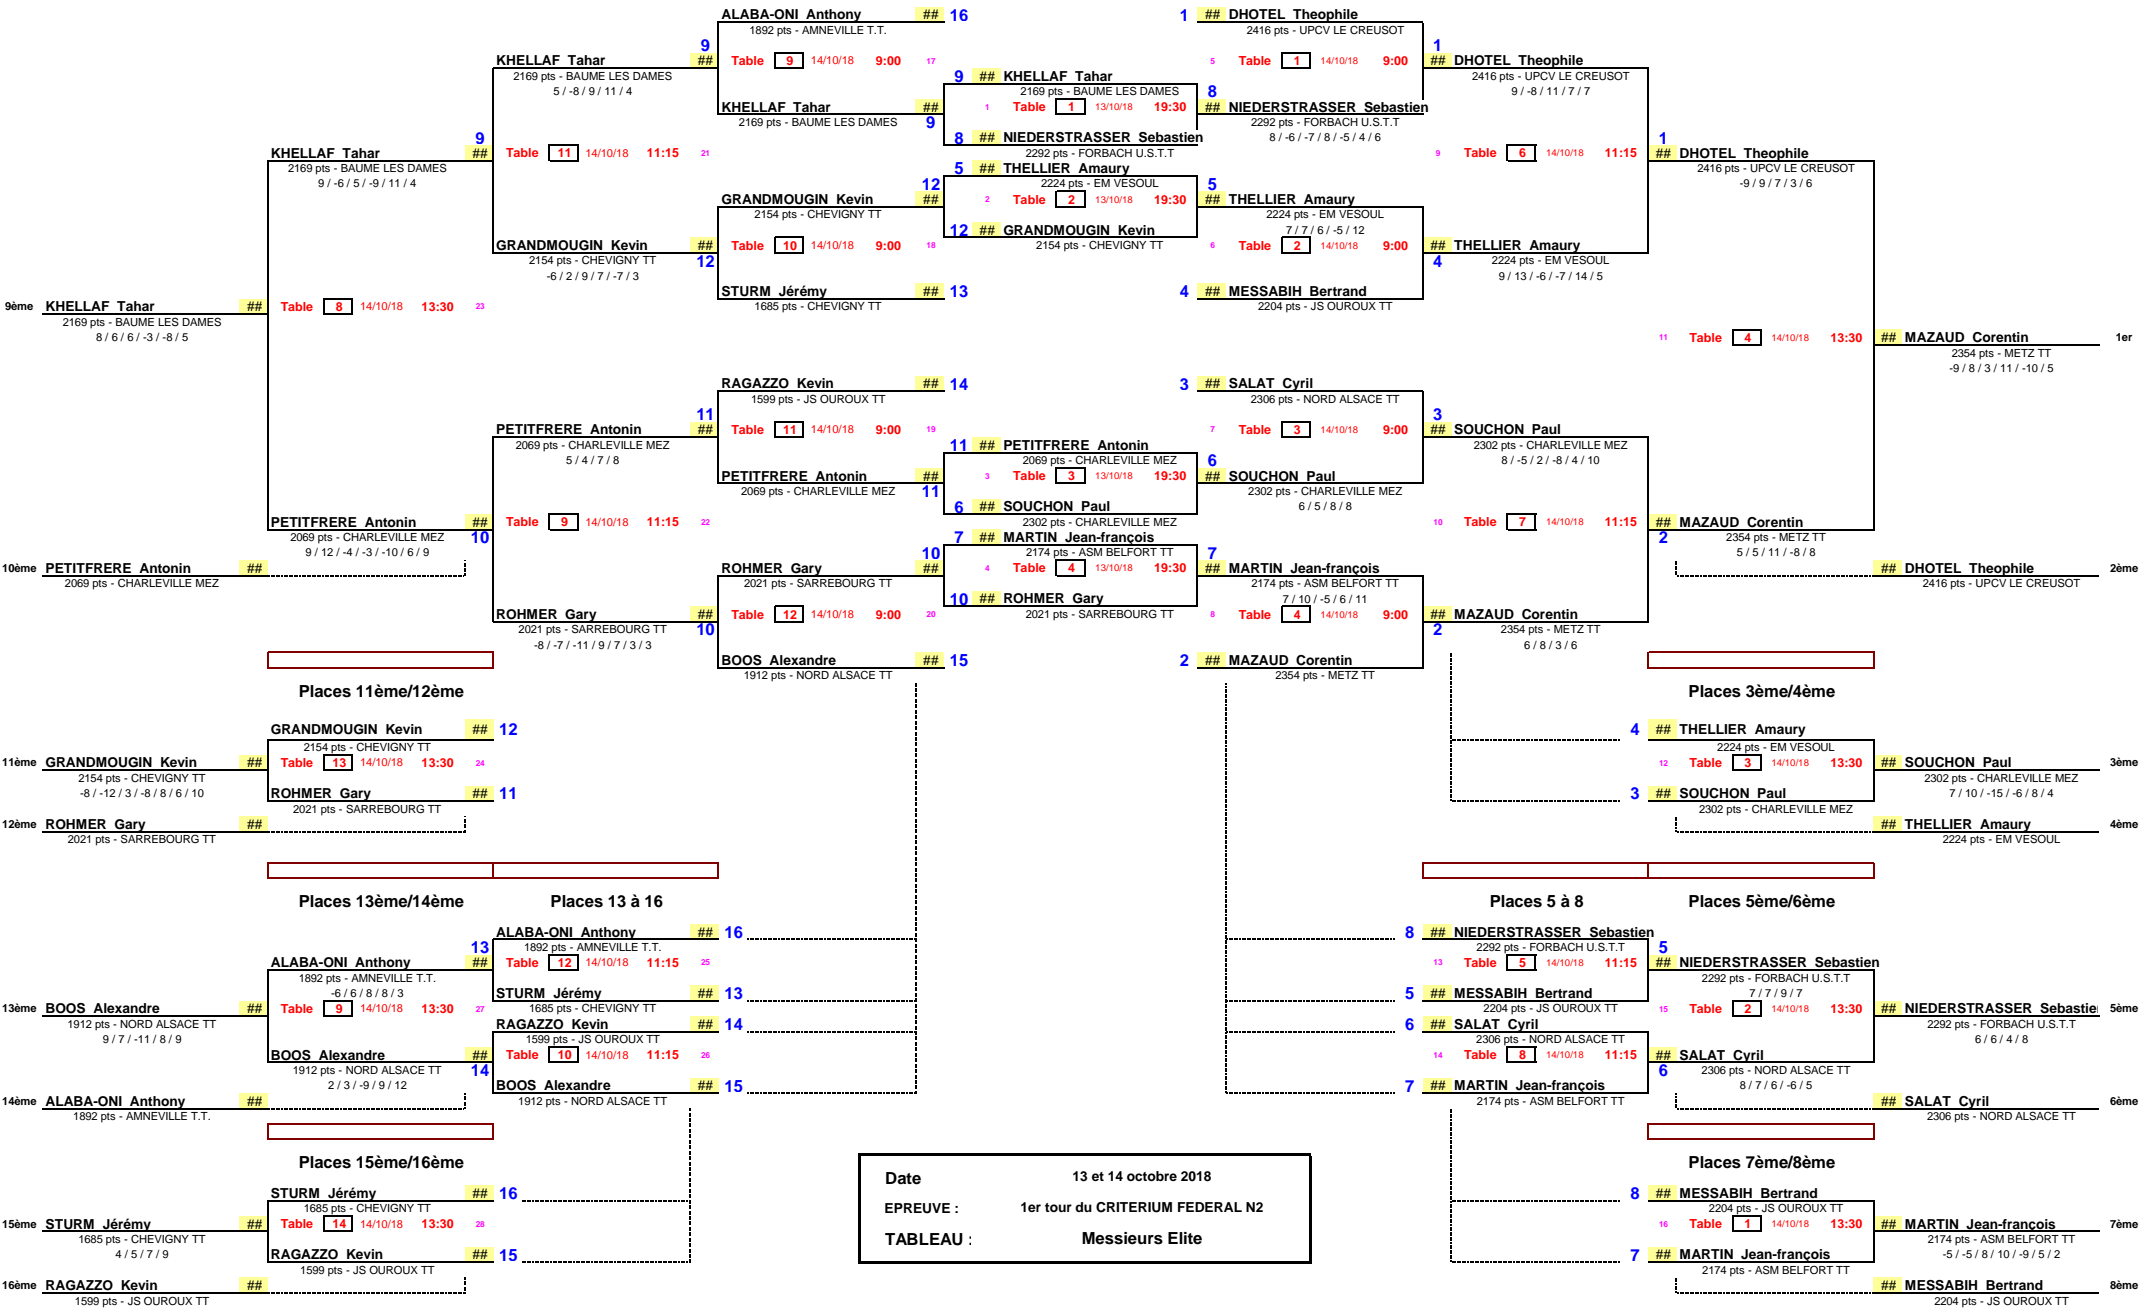 ALABA-ONI Anthony ## 16
1892 pts - AMNEVILLE T.T.
9
KHELLAF Tahar ##
2169 pts - BAUME LES DAMES
5 / -8 / 9 / 11 / 4
Table 9 14/10/18 9:00 17
KHELLAF Tahar ##
2169 pts - BAUME LES DAMES
9
9
KHELLAF Tahar ##
2169 pts - BAUME LES DAMES
9 / -6 / 5 / -9 / 11 / 4
Table 11 14/10/18 11:15 21
12
GRANDMOUGIN Kevin ##
2154 pts - CHEVIGNY TT
GRANDMOUGIN Kevin ##
2154 pts - CHEVIGNY TT
12
-6 / 2 / 9 / 7 / -7 / 3
Table 10 14/10/18 9:00 18
STURM Jérémy ## 13
1685 pts - CHEVIGNY TT
9ème KHELLAF Tahar ##
2169 pts - BAUME LES DAMES
8 / 6 / 6 / -3 / -8 / 5
Table 8 14/10/18 13:30 23
RAGAZZO Kevin ## 14
1599 pts - JS OUROUX TT
11
PETITFRERE Antonin ##
2069 pts - CHARLEVILLE MEZ
5 / 4 / 7 / 8
Table 11 14/10/18 9:00 19
PETITFRERE Antonin ##
2069 pts - CHARLEVILLE MEZ
11
PETITFRERE Antonin ##
2069 pts - CHARLEVILLE MEZ
10
9 / 12 / -4 / -3 / -10 / 6 / 9
Table 9 14/10/18 11:15 22
10ème PETITFRERE Antonin ##
2069 pts - CHARLEVILLE MEZ
10
ROHMER Gary ##
2021 pts - SARREBOURG TT
ROHMER Gary ##
2021 pts - SARREBOURG TT
10
-8 / -7 / -11 / 9 / 7 / 3 / 3
Table 12 14/10/18 9:00 20
BOOS Alexandre ## 15
1912 pts - NORD ALSACE TT
9 ## KHELLAF Tahar
2169 pts - BAUME LES DAMES
1 Table 1 13/10/18 19:30
8 ## NIEDERSTRASSER Sebastien
2292 pts - FORBACH U.S.T.T
5 ## THELLIER Amaury
2224 pts - EM VESOUL
2 Table 2 13/10/18 19:30
12 ## GRANDMOUGIN Kevin
2154 pts - CHEVIGNY TT
11 ## PETITFRERE Antonin
2069 pts - CHARLEVILLE MEZ
3 Table 3 13/10/18 19:30
6 ## SOUCHON Paul
2302 pts - CHARLEVILLE MEZ
7 ## MARTIN Jean-françois
2174 pts - ASM BELFORT TT
4 Table 4 13/10/18 19:30
10 ## ROHMER Gary
2021 pts - SARREBOURG TT
1 ## DHOTEL Theophile
2416 pts - UPCV LE CREUSOT
5 Table 1 14/10/18 9:00
8
## NIEDERSTRASSER Sebastien
2292 pts - FORBACH U.S.T.T
8 / -6 / -7 / 8 / -5 / 4 / 6
1
## DHOTEL Theophile
2416 pts - UPCV LE CREUSOT
9 / -8 / 11 / 7 / 7
5
## THELLIER Amaury
2224 pts - EM VESOUL
7 / 7 / 6 / -5 / 12
6 Table 2 14/10/18 9:00
4 ## MESSABIH Bertrand
2204 pts - JS OUROUX TT
## THELLIER Amaury
4
2224 pts - EM VESOUL
9 / 13 / -6 / -7 / 14 / 5
9 Table 6 14/10/18 11:15
1
## DHOTEL Theophile
2416 pts - UPCV LE CREUSOT
-9 / 9 / 7 / 3 / 6
11 Table 4 14/10/18 13:30
## MAZAUD Corentin 1er
2354 pts - METZ TT
-9 / 8 / 3 / 11 / -10 / 5
3 ## SALAT Cyril
2306 pts - NORD ALSACE TT
7 Table 3 14/10/18 9:00
6
## SOUCHON Paul
2302 pts - CHARLEVILLE MEZ
6 / 5 / 8 / 8
3
## SOUCHON Paul
2302 pts - CHARLEVILLE MEZ
8 / -5 / 2 / -8 / 4 / 10
10 Table 7 14/10/18 11:15
## MAZAUD Corentin
2
2354 pts - METZ TT
5 / 5 / 11 / -8 / 8
## DHOTEL Theophile 2ème
2416 pts - UPCV LE CREUSOT
7
## MARTIN Jean-françois
2174 pts - ASM BELFORT TT
7 / 10 / -5 / 6 / 11
8 Table 4 14/10/18 9:00
2 ## MAZAUD Corentin
2354 pts - METZ TT
## MAZAUD Corentin
2
2354 pts - METZ TT
6 / 8 / 3 / 6
Places 11ème/12ème
GRANDMOUGIN Kevin ## 12
2154 pts - CHEVIGNY TT
11ème GRANDMOUGIN Kevin ##
2154 pts - CHEVIGNY TT
-8 / -12 / 3 / -8 / 8 / 6 / 10
Table 13 14/10/18 13:30 24
ROHMER Gary ## 11
2021 pts - SARREBOURG TT
12ème ROHMER Gary ##
2021 pts - SARREBOURG TT
Places 3ème/4ème
4 ## THELLIER Amaury
2224 pts - EM VESOUL
12 Table 3 14/10/18 13:30
## SOUCHON Paul 3ème
2302 pts - CHARLEVILLE MEZ
7 / 10 / -15 / -6 / 8 / 4
3 ## SOUCHON Paul
2302 pts - CHARLEVILLE MEZ
## THELLIER Amaury 4ème
2224 pts - EM VESOUL
Places 13ème/14ème
Places 13 à 16
ALABA-ONI Anthony ## 16
1892 pts - AMNEVILLE T.T.
13
ALABA-ONI Anthony ##
1892 pts - AMNEVILLE T.T.
-6 / 6 / 8 / 8 / 3
Table 12 14/10/18 11:15 25
STURM Jérémy ## 13
1685 pts - CHEVIGNY TT
13ème BOOS Alexandre ##
1912 pts - NORD ALSACE TT
9 / 7 / -11 / 8 / 9
Table 9 14/10/18 13:30 27
RAGAZZO Kevin ## 14
1599 pts - JS OUROUX TT
BOOS Alexandre ##
1912 pts - NORD ALSACE TT
14
2 / 3 / -9 / 9 / 12
Table 10 14/10/18 11:15 26
BOOS Alexandre ## 15
1912 pts - NORD ALSACE TT
14ème ALABA-ONI Anthony ##
1892 pts - AMNEVILLE T.T.
Places 5 à 8
Places 5ème/6ème
8 ## NIEDERSTRASSER Sebastien
2292 pts - FORBACH U.S.T.T
13 Table 5 14/10/18 11:15
5 ## MESSABIH Bertrand
2204 pts - JS OUROUX TT
5
## NIEDERSTRASSER Sebastien
2292 pts - FORBACH U.S.T.T
7 / 7 / 9 / 7
15 Table 2 14/10/18 13:30
## NIEDERSTRASSER Sebastie 5ème
2292 pts - FORBACH U.S.T.T
6 / 6 / 4 / 8
6 ## SALAT Cyril
2306 pts - NORD ALSACE TT
14 Table 8 14/10/18 11:15
7 ## MARTIN Jean-françois
2174 pts - ASM BELFORT TT
## SALAT Cyril
6
2306 pts - NORD ALSACE TT
8 / 7 / 6 / -6 / 5
## SALAT Cyril 6ème
2306 pts - NORD ALSACE TT
Places 15ème/16ème
STURM Jérémy ## 16
1685 pts - CHEVIGNY TT
15ème STURM Jérémy ##
1685 pts - CHEVIGNY TT
4 / 5 / 7 / 9
Table 14 14/10/18 13:30 28
RAGAZZO Kevin ## 15
1599 pts - JS OUROUX TT
16ème RAGAZZO Kevin ##
1599 pts - JS OUROUX TT
Date 13 et 14 octobre 2018
EPREUVE : 1er tour du CRITERIUM FEDERAL N2
TABLEAU : Messieurs Elite
Places 7ème/8ème
8 ## MESSABIH Bertrand
2204 pts - JS OUROUX TT
16 Table 1 14/10/18 13:30
## MARTIN Jean-françois 7ème
2174 pts - ASM BELFORT TT
-5 / -5 / 8 / 10 / -9 / 5 / 2
7 ## MARTIN Jean-françois
2174 pts - ASM BELFORT TT
## MESSABIH Bertrand 8ème
2204 pts - JS OUROUX TT